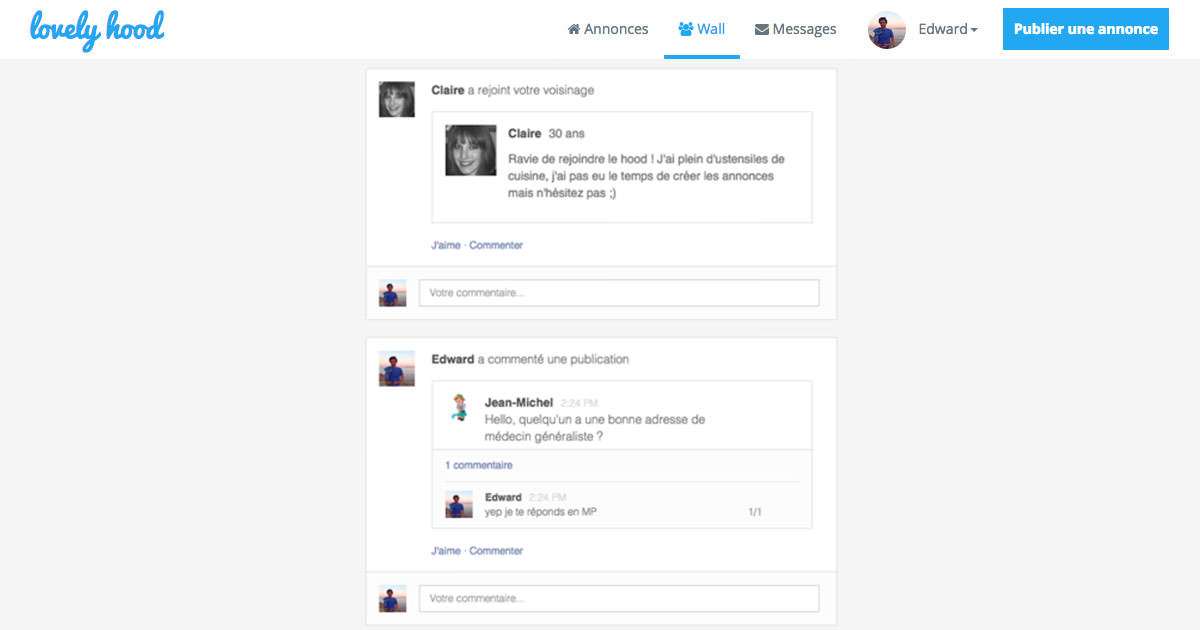 lovely hood
Annonces
Wall
Messages
Edward
Publier une annonce
Claire a rejoint votre voisinage
Claire 30 ans
Ravie de rejoindre le hood ! J'ai plein d'ustensiles de
cuisine, j'ai pas eu le temps de créer les annonces
mais n'hésitez pas ;)
J'aime · Commenter
Votre commentaire...
Edward a commenté une publication
Jean-Michel 2:24 PM
Hello, quelqu'un a une bonne adresse de
médecin généraliste ?
1 commentaire
Edward 2:24 PM
yep je te réponds en MP 1/1
J'aime · Commenter
Votre commentaire...